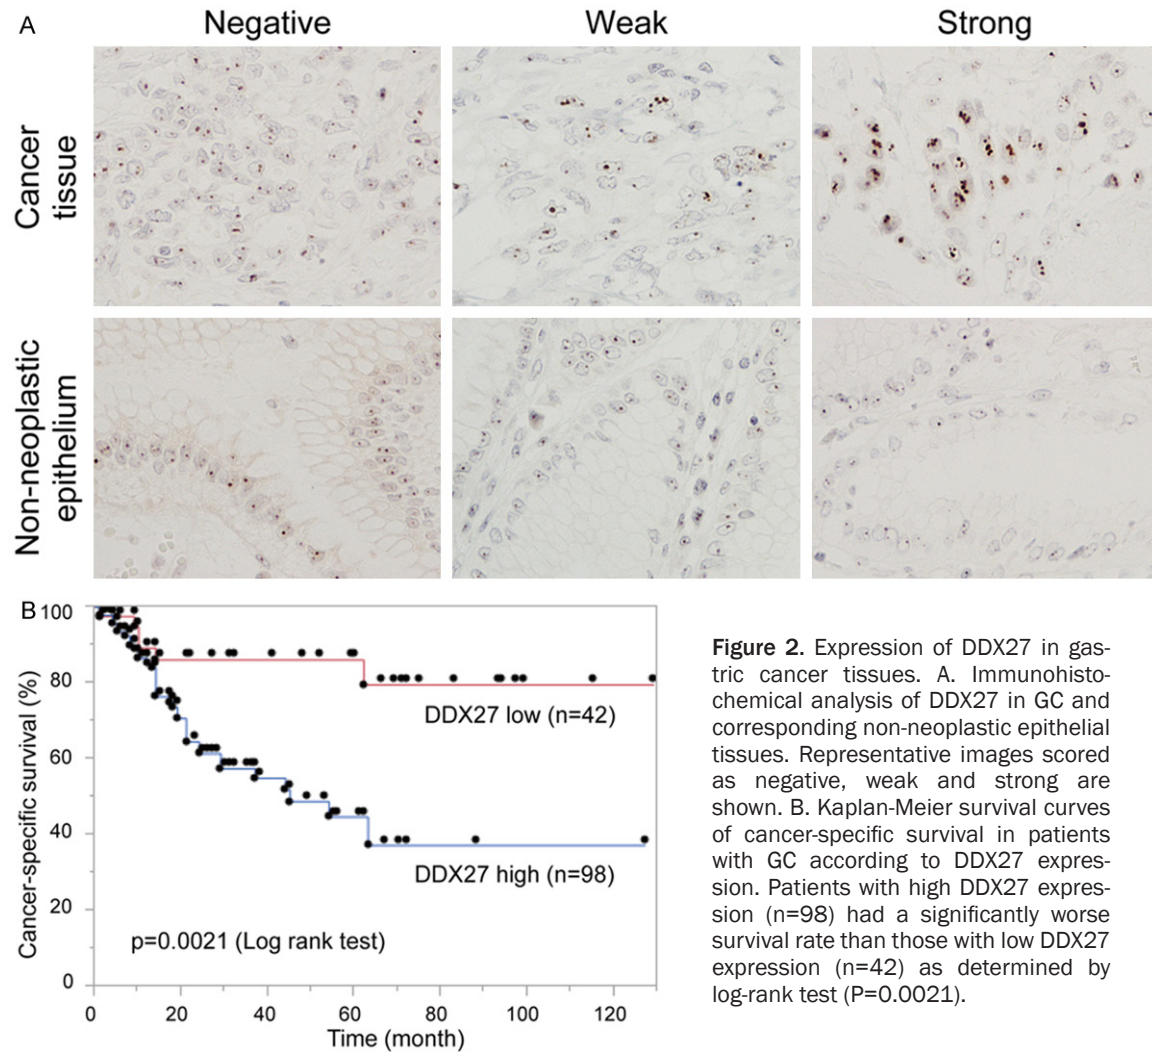 A
Negative
Weak
Strong
Cancer
tissue
Non-neoplastic
epithelium
B
100
80
60
40
20
0
Cancer-specific survival (%)
DDX27 low (n=42)
DDX27 high (n=98)
p=0.0021 (Log rank test)
0 20 40 60 80 100 120
Time (month)
Figure 2. Expression of DDX27 in gas-
tric cancer tissues. A. Immunohisto-
chemical analysis of DDX27 in GC and
corresponding non-neoplastic epithelial
tissues. Representative images scored
as negative, weak and strong are
shown. B. Kaplan-Meier survival curves
of cancer-specific survival in patients
with GC according to DDX27 expres-
sion. Patients with high DDX27 expres-
sion (n=98) had a significantly worse
survival rate than those with low DDX27
expression (n=42) as determined by
log-rank test (P=0.0021).